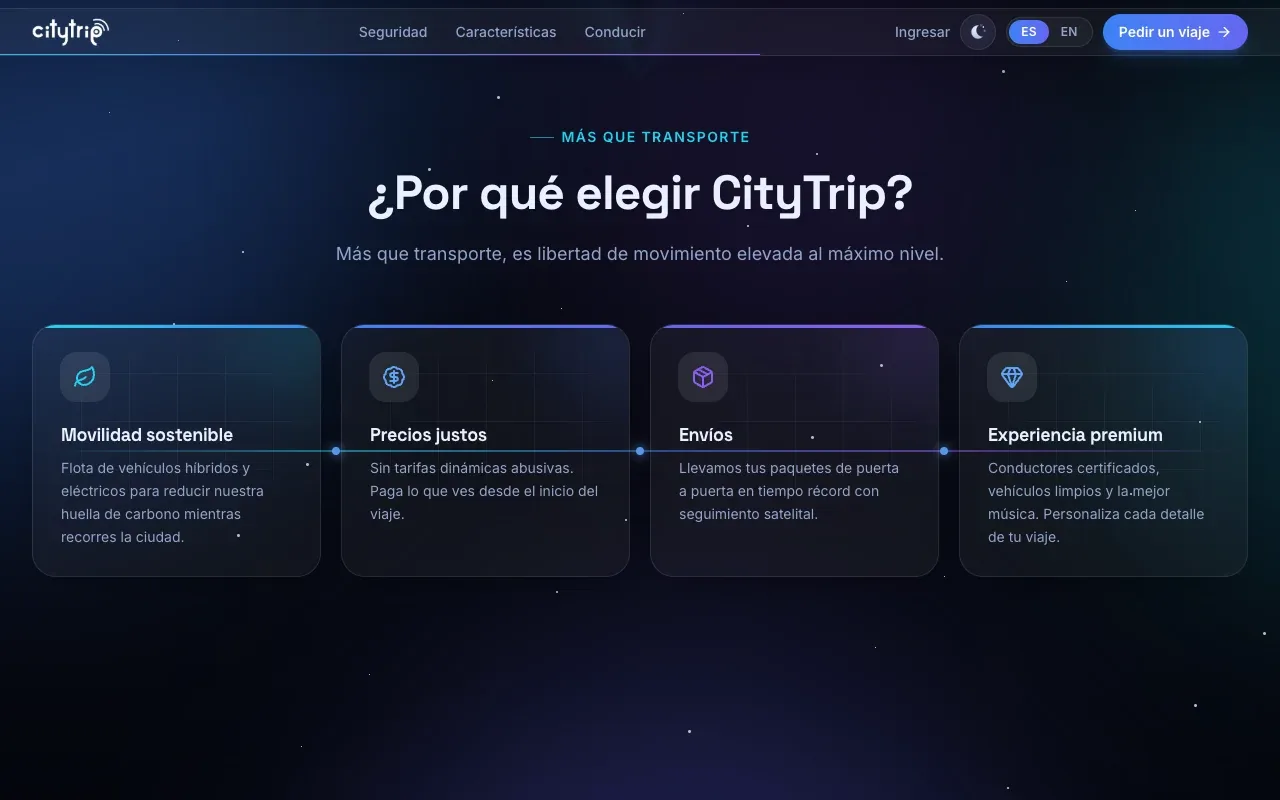 citytrip
Seguridad
Características
Conducir
Ingresar
ES
EN
Pedir un viaje →
MÁS QUE TRANSPORTE
¿Por qué elegir CityTrip?
Más que transporte, es libertad de movimiento elevada al máximo nivel.
Movilidad sostenible
Flota de vehículos híbridos y
eléctricos para reducir nuestra
huella de carbono mientras
recorres la ciudad.
Precios justos
Sin tarifas dinámicas abusivas.
Paga lo que ves desde el inicio del
viaje.
Envíos
Llevamos tus paquetes de puerta
a puerta en tiempo récord con
seguimiento satelital.
Experiencia premium
Conductores certificados,
vehículos limpios y la mejor
música. Personaliza cada detalle
de tu viaje.